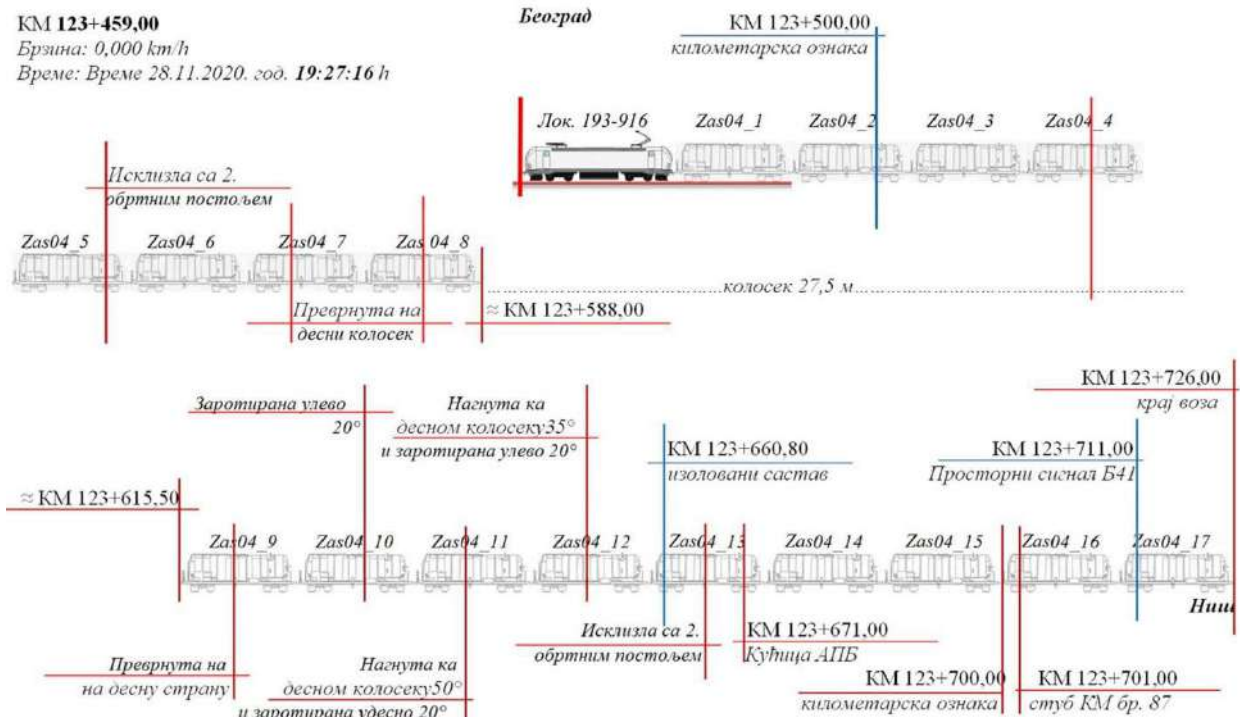 КМ 123+459,00
Брзина: 0,000 km/h
Време: Време 28.11.2020. год. 19:27:16 h
Београд
КМ 123+500,00
километарска ознака
Лок. 193-916
Zas04_1
Zas04_2
Zas04_3
Zas04_4
Исклизла са 2.
обртним постољем
Zas04_5
Zas04_6
Zas04_7
Zas 04_8
колосек 27,5 м
Преврнута на
десни колосек
≈ КМ 123+588,00
КМ 123+726,00
крај воза
Заротирана улево
20°
Нагнута ка
десном колосеку35°
и заротирана улево 20°
КМ 123+660,80
изоловани састав
КМ 123+711,00
Просторни сигнал Б41
≈ КМ 123+615,50
Zas04_9
Zas04_10
Zas04_11
Zas04_12
Zas04_13
Zas04_14
Zas04_15
Zas04_16
Zas04_17
Ниш
Преврнута на
на десну страну
Нагнута ка
десном колосеку50°
и заротирана удесно 20°
Исклизла са 2.
обртним постољем
КМ 123+671,00
Кућица АПБ
КМ 123+700,00
километарска ознака
КМ 123+701,00
стуб КМ бр. 87